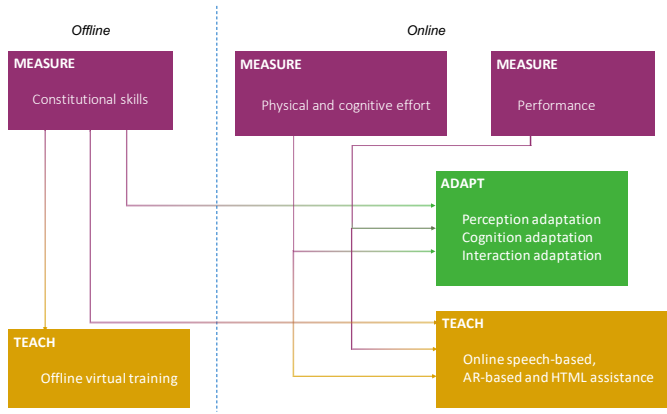 Offline
Online
MEASURE
Constitutional skills
MEASURE
Physical and cognitive effort
MEASURE
Performance
ADAPT
Perception adaptation
Cognition adaptation
Interaction adaptation
TEACH
Offline virtual training
TEACH
Online speech-based,
AR-based and HTML assistance